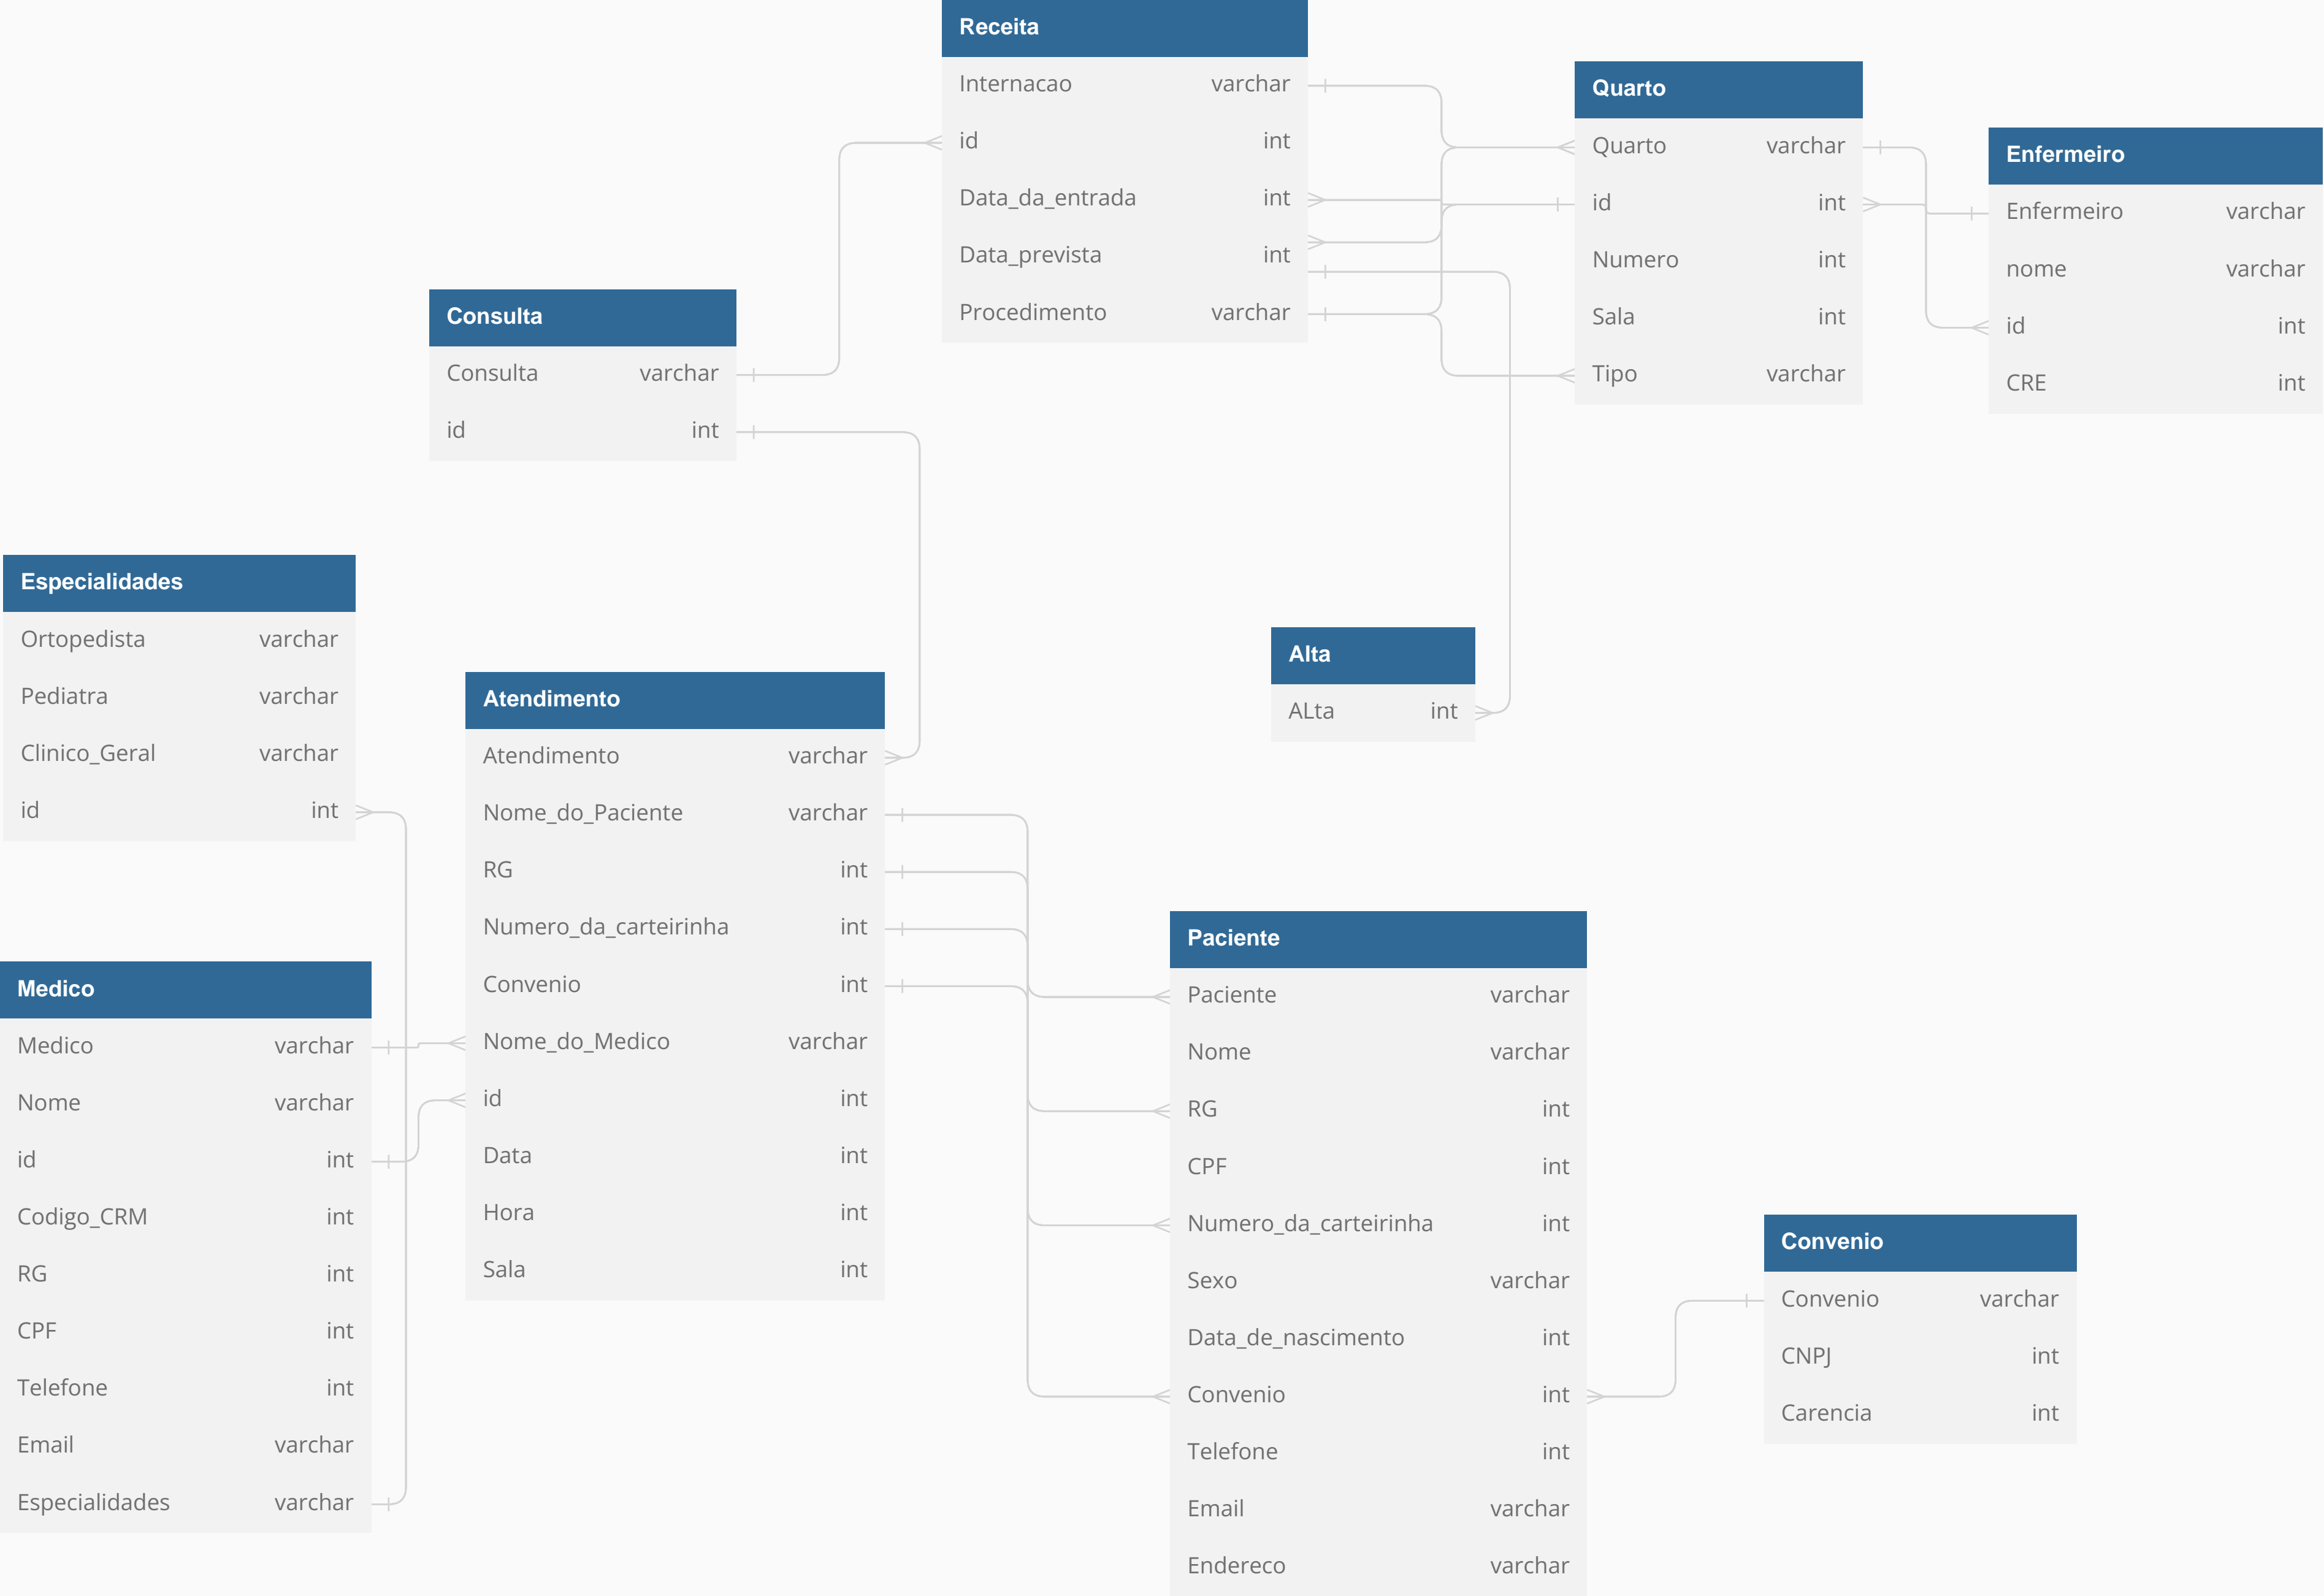 Receita
Internacao varchar
id int
Data_da_entrada int
Data_prevista int
Procedimento varchar
Quarto
Quarto varchar
id int
Numero int
Sala int
Tipo varchar
Enfermeiro
Enfermeiro varchar
nome varchar
id int
CRE int
Consulta
Consulta varchar
id int
Especialidades
Ortopedista varchar
Pediatra varchar
Clinico_Geral varchar
id int
Atendimento
Atendimento varchar
Nome_do_Paciente varchar
RG int
Numero_da_carteirinha int
Convenio int
Nome_do_Medico varchar
id int
Data int
Hora int
Sala int
Alta
ALta int
Medico
Medico varchar
Nome varchar
id int
Codigo_CRM int
RG int
CPF int
Telefone int
Email varchar
Especialidades varchar
Paciente
Paciente varchar
Nome varchar
RG int
CPF int
Numero_da_carteirinha int
Sexo varchar
Data_de_nascimento int
Convenio int
Telefone int
Email varchar
Endereco varchar
Convenio
Convenio varchar
CNPJ int
Carencia int